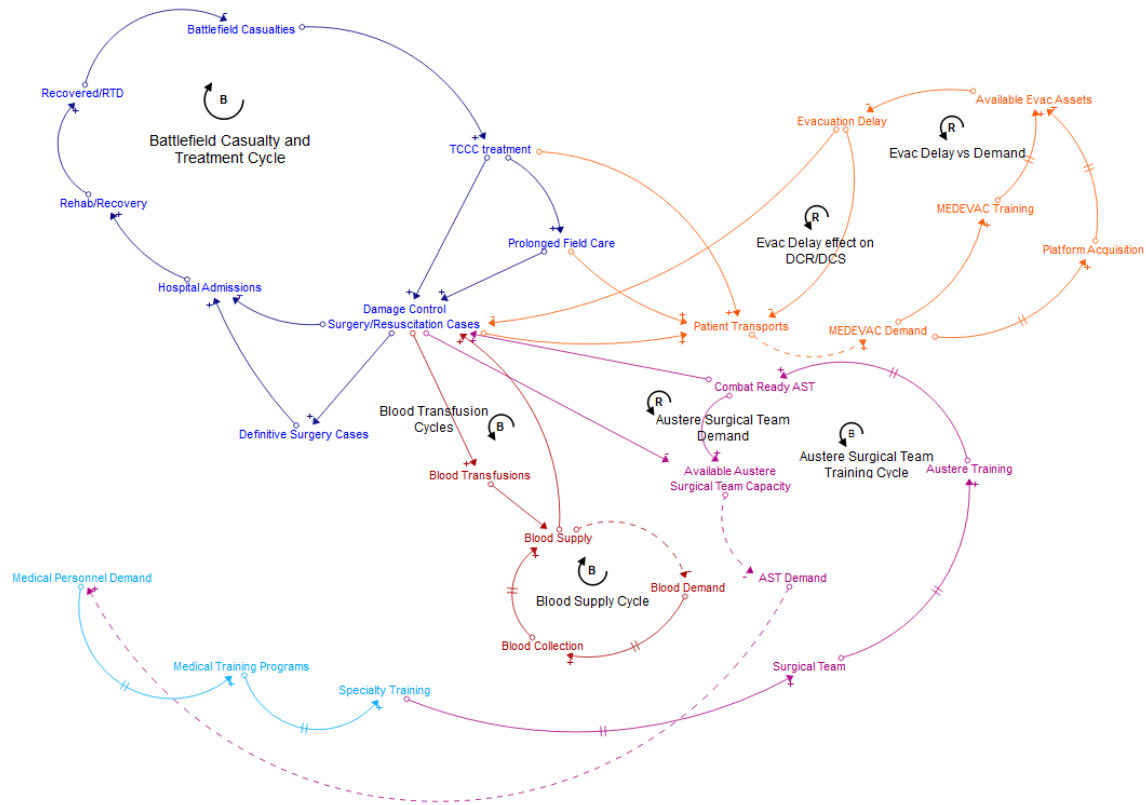 Battlefield Casualties
Recovered/RTD
B
Battlefield Casualty and
Treatment Cycle
Available Evac Assets
Evacuation Delay
R
Evac Delay vs Demand
TCCC treatment
Rehab/Recovery
MEDEVAC Training
R
Evac Delay effect on
DCR/DCS
Prolonged Field Care
Platform Acquisition
Hospital Admissions
Damage Control
Surgery/Resuscitation Cases
Patient Transports
MEDEVAC Demand
Combat Ready AST
Blood Transfusion
Cycles
B
R
Austere Surgical Team
Demand
B
Austere Surgical Team
Training Cycle
Definitive Surgery Cases
Blood Transfusions
Available Austere
Surgical Team Capacity
Austere Training
Blood Supply
B
Blood Supply Cycle
Blood Demand
AST Demand
Medical Personnel Demand
Blood Collection
Medical Training Programs
Surgical Team
Specialty Training